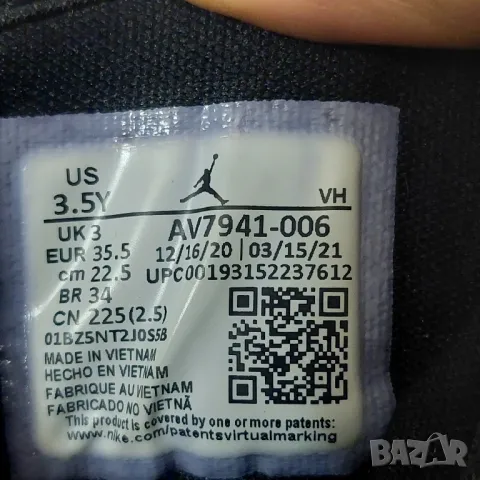 US
3.5Y
VH
UK 3
AV7941-006
EUR 35.5
12/16/20 | 03/15/21
cm 22.5
UPC00193152237612
BR 34
CN 225(2.5)
01BZ5NT2J0S5B
MADE IN VIETNAM
HECHO EN VIETNAM
FABRIQUE AU VIETNAM
FABRICADO NO VIETNÃ
This product is covered by one or more patents:
www.nike.com/patentsvirtualmarking
BAZAR